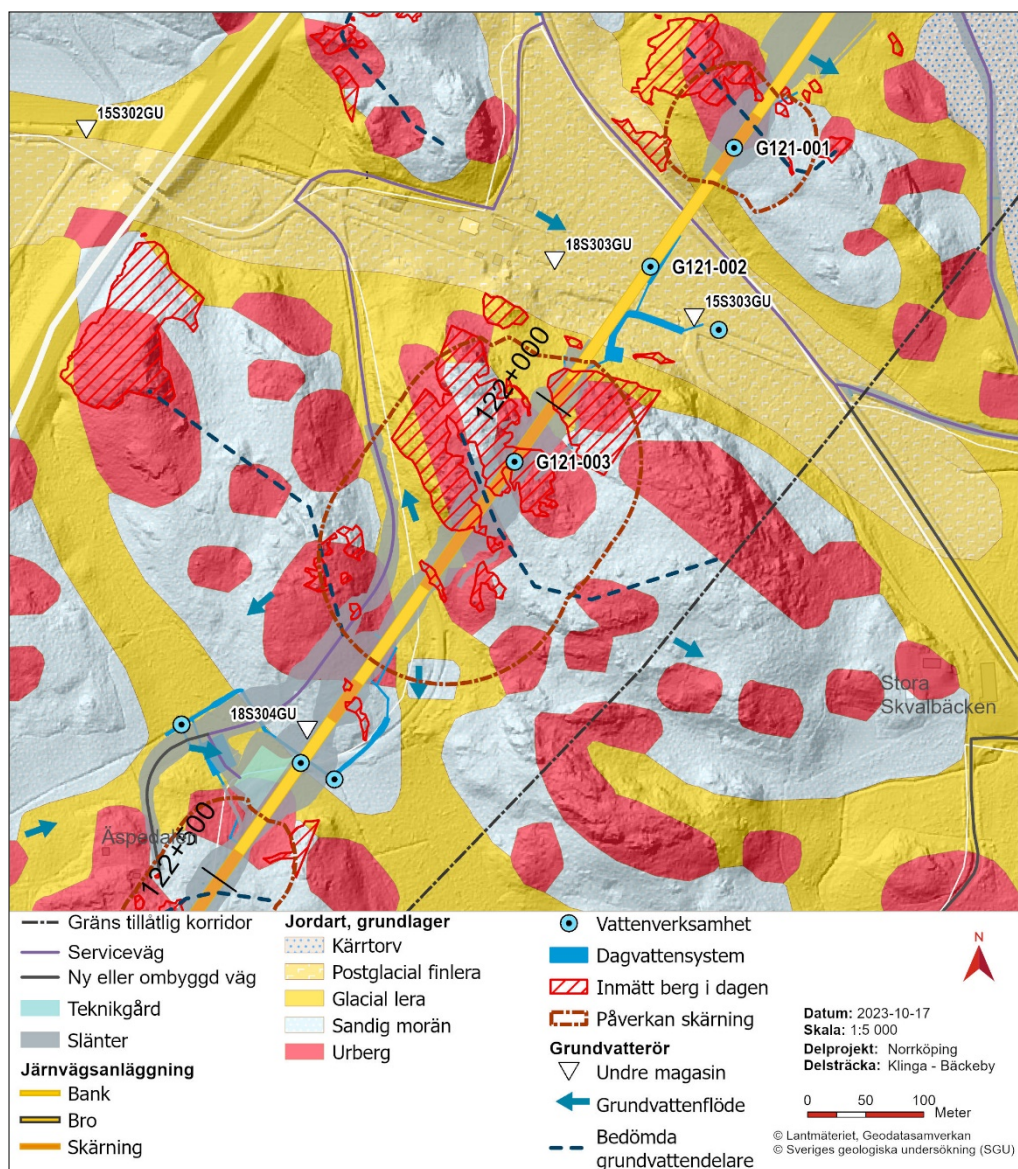 15S302GU
G121-001
18S303GU
G121-002
15S303GU
122+000
G121-003
18S304GU
Stora
Skvalbäcken
Äspedalen
122+500
Gräns tillåtlig korridor
Serviceväg
Ny eller ombyggd väg
Teknikgård
Slänter
Järnvägsanläggning
Bank
Bro
Skärning
Jordart, grundlager
Kärrtorv
Postglacial finlera
Glacial lera
Sandig morän
Urberg
Vattenverksamhet
Dagvattensystem
Inmätt berg i dagen
Påverkan skärning
Grundvatterör
Undre magasin
Grundvattenflöde
Bedömda
grundvattendelare
N
Datum: 2023-10-17
Skala: 1:5 000
Delprojekt: Norrköping
Delsträcka: Klinga - Bäckeby
0 50 100
Meter
© Lantmäteriet, Geodatasamverkan
© Sveriges geologiska undersökning (SGU)